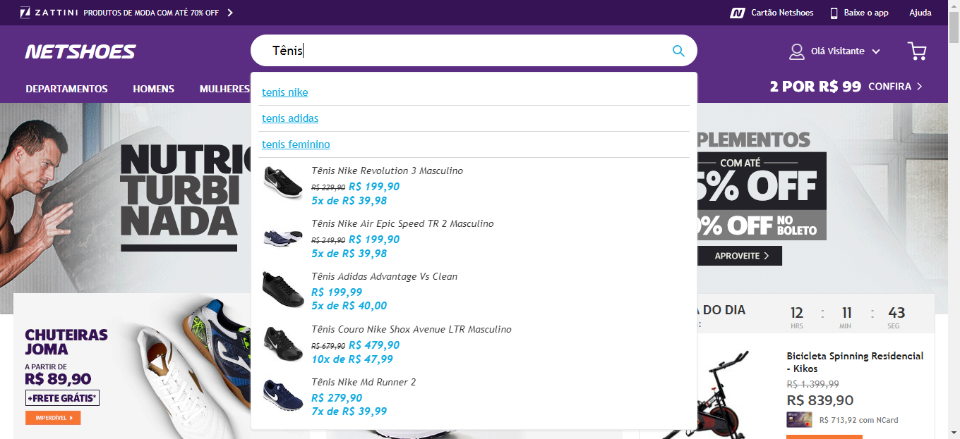 ZATTINI PRODUTOS DE MODA COM ATÉ 70% OFF
Cartão Netshoes
Baixe o app
Ajuda
NETSHOES
Tênis
Olá Visitante
DEPARTAMENTOS
HOMENS
MULHERES
2 POR R$ 99 CONFIRA
tenis nike
tenis adidas
tenis feminino
Tênis Nike Revolution 3 Masculino
R$ 229,90 R$ 199,90
5x de R$ 39,98
Tênis Nike Air Epic Speed TR 2 Masculino
R$ 349,90 R$ 199,90
5x de R$ 39,98
Tênis Adidas Advantage Vs Clean
R$ 199,99
5x de R$ 40,00
Tênis Couro Nike Shox Avenue LTR Masculino
R$ 679,90 R$ 479,90
10x de R$ 47,99
Tênis Nike Md Runner 2
R$ 279,90
7x de R$ 39,99
NUTRIÇ
TURBI
NADA
PLEMENTOS
COM ATÉ
5% OFF
0% OFF NO BOLETO
APROVEITE
CHUTEIRAS
JOMA
A PARTIR DE
R$ 89,90
+FRETE GRÁTIS*
IMPERDÍVEL
A DO DIA
12 : 11 : 43
HRS MIN SEG
Bicicleta Spinning Residencial
- Kikos
R$ 1.399,99
R$ 839,90
R$ 713,92 com NCard